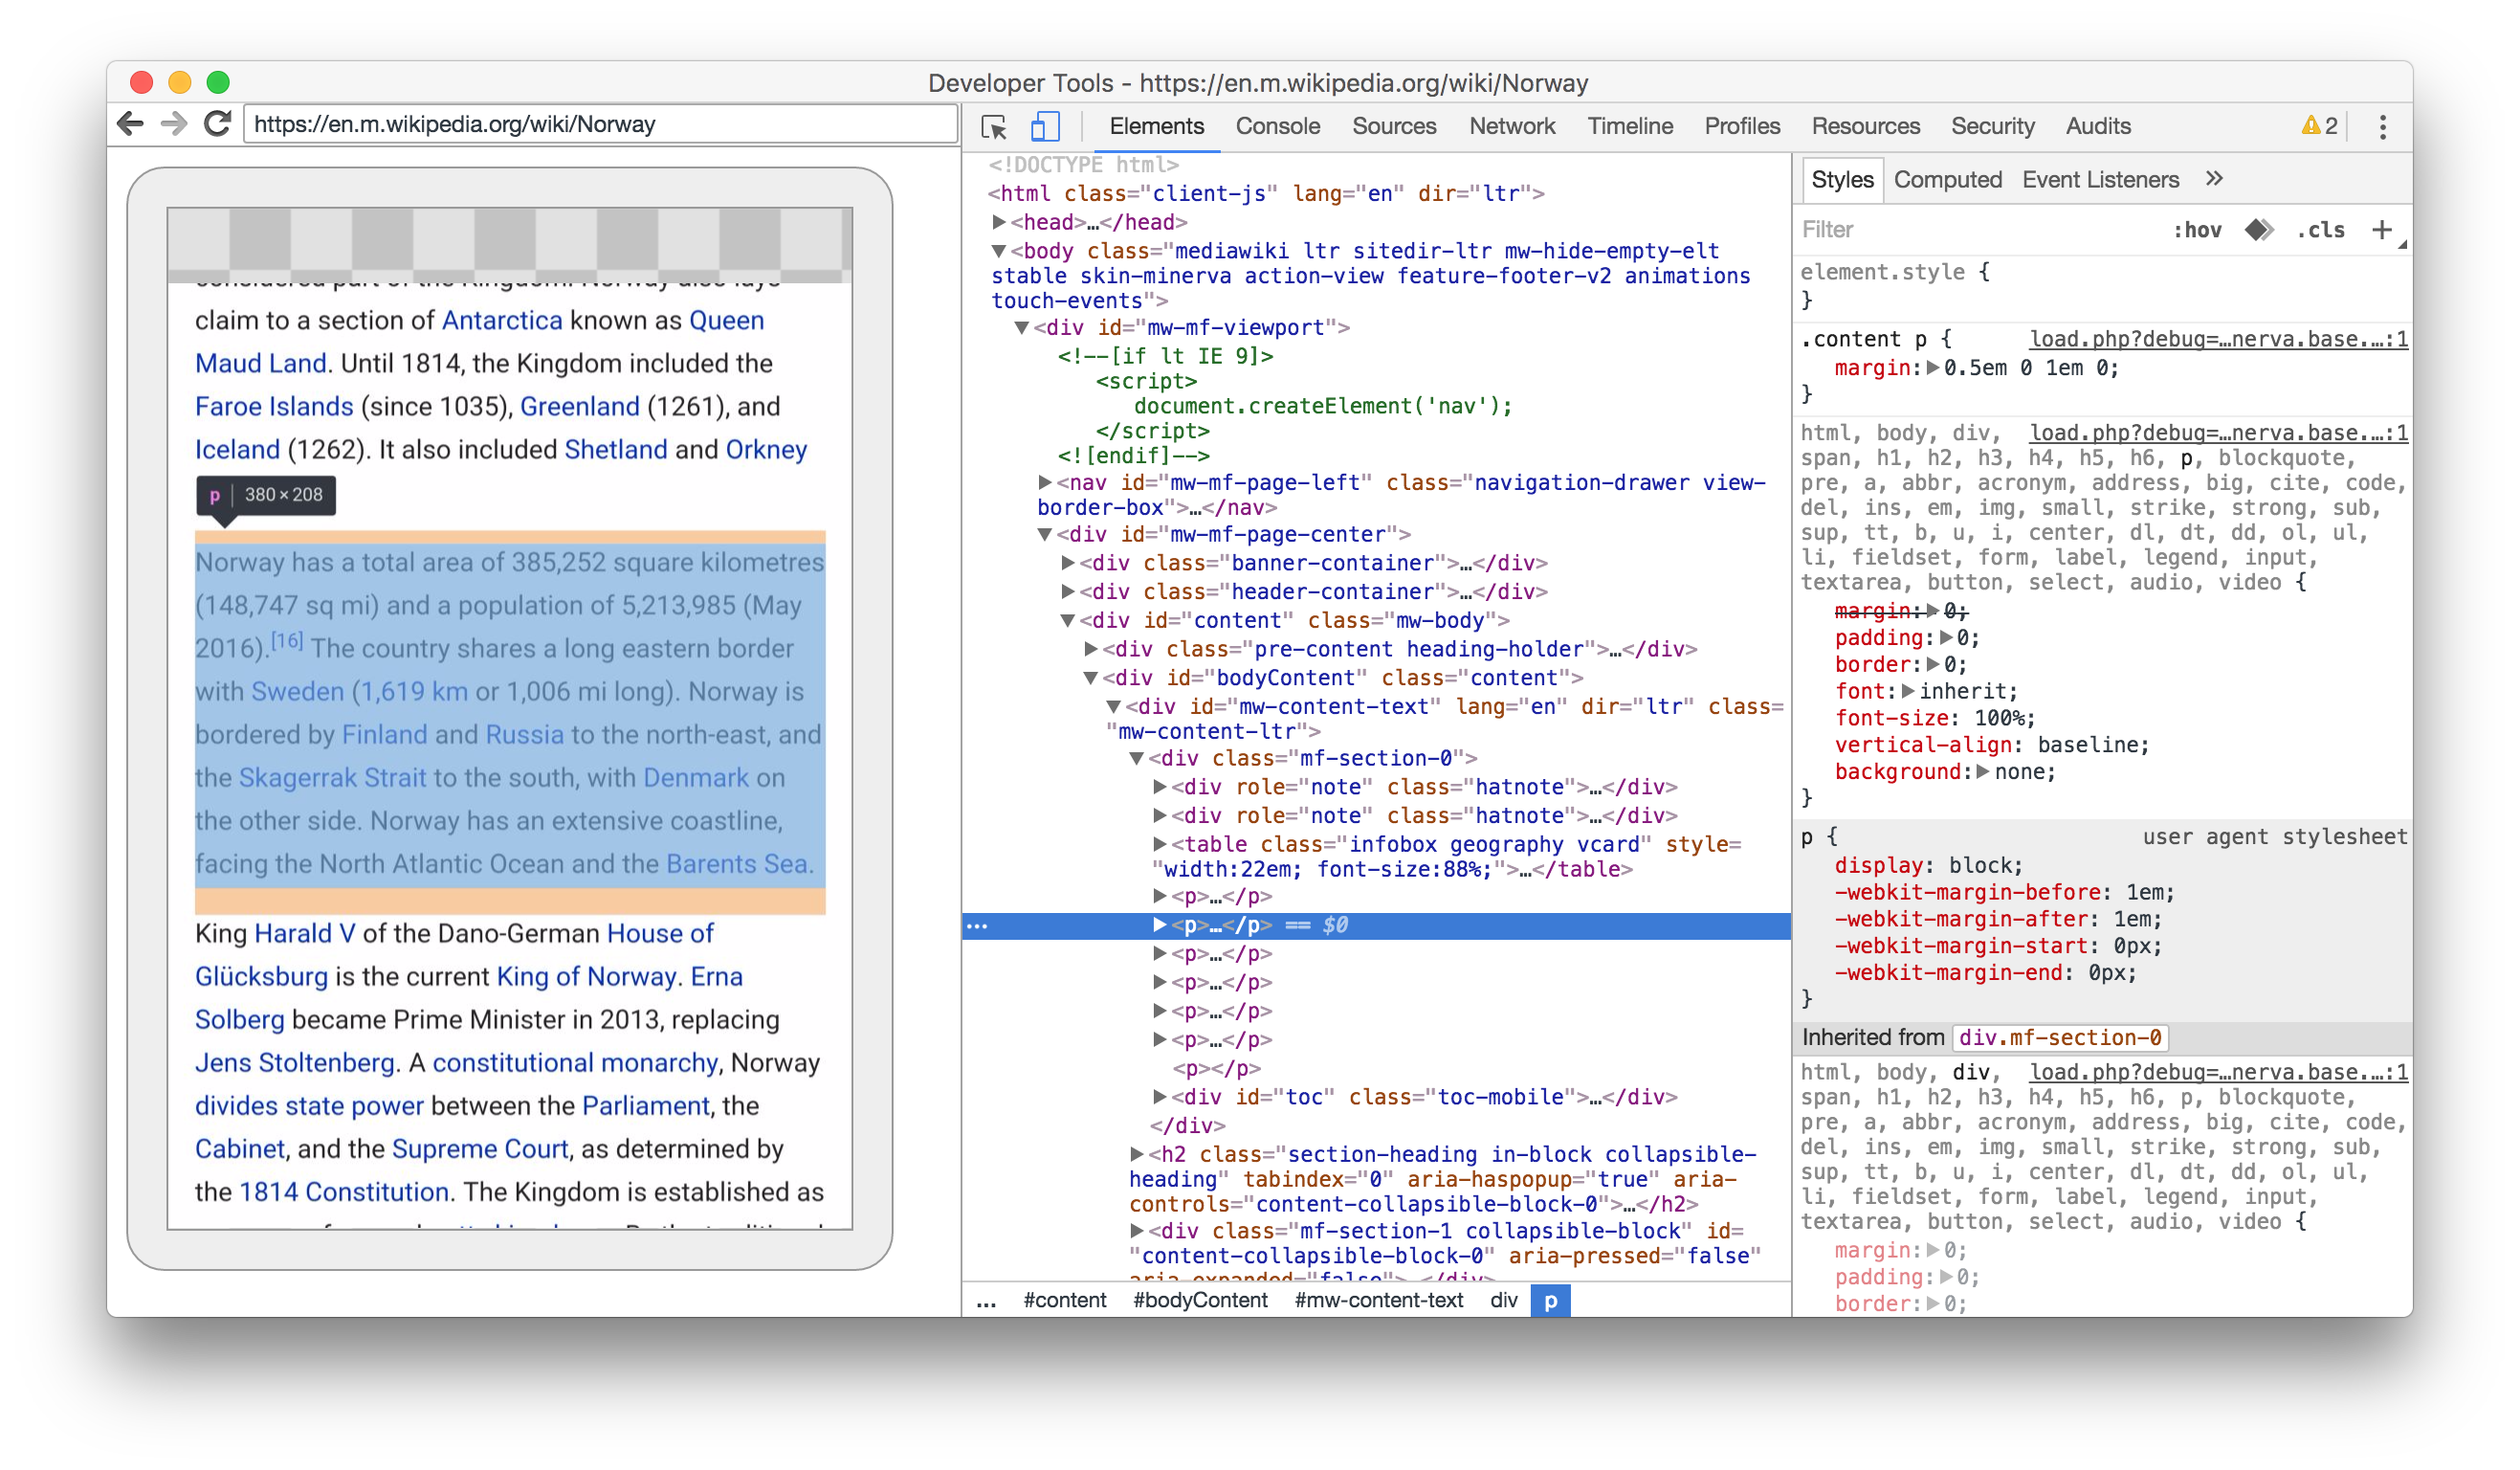 Developer Tools - https://en.m.wikipedia.org/wiki/Norway
https://en.m.wikipedia.org/wiki/Norway
considered part of the Kingdom. Norway also lays
claim to a section of Antarctica known as Queen
Maud Land. Until 1814, the Kingdom included the
Faroe Islands (since 1035), Greenland (1261), and
Iceland (1262). It also included Shetland and Orkney
p 380 × 208
Norway has a total area of 385,252 square kilometres
(148,747 sq mi) and a population of 5,213,985 (May
2016).[16] The country shares a long eastern border
with Sweden (1,619 km or 1,006 mi long). Norway is
bordered by Finland and Russia to the north-east, and
the Skagerrak Strait to the south, with Denmark on
the other side. Norway has an extensive coastline,
facing the North Atlantic Ocean and the Barents Sea.
King Harald V of the Dano-German House of
Glücksburg is the current King of Norway. Erna
Solberg became Prime Minister in 2013, replacing
Jens Stoltenberg. A constitutional monarchy, Norway
divides state power between the Parliament, the
Cabinet, and the Supreme Court, as determined by
the 1814 Constitution. The Kingdom is established as
Elements Console Sources Network Timeline Profiles Resources Security Audits 2
<!DOCTYPE html>
<html class="client-js" lang="en" dir="ltr">
▶<head>…</head>
▼<body class="mediawiki ltr sitedir-ltr mw-hide-empty-elt
stable skin-minerva action-view feature-footer-v2 animations
touch-events">
▼<div id="mw-mf-viewport">
<!--[if lt IE 9]>
<script>
document.createElement('nav');
</script>
<![endif]-->
▶<nav id="mw-mf-page-left" class="navigation-drawer view-
border-box">…</nav>
▼<div id="mw-mf-page-center">
▶<div class="banner-container">…</div>
▶<div class="header-container">…</div>
▼<div id="content" class="mw-body">
▶<div class="pre-content heading-holder">…</div>
▼<div id="bodyContent" class="content">
▼<div id="mw-content-text" lang="en" dir="ltr" class=
"mw-content-ltr">
▼<div class="mf-section-0">
▶<div role="note" class="hatnote">…</div>
▶<div role="note" class="hatnote">…</div>
▶<table class="infobox geography vcard" style=
"width:22em; font-size:88%;">…</table>
▶<p>…</p>
… ▶<p>…</p> == $0
▶<p>…</p>
▶<p>…</p>
▶<p>…</p>
▶<p>…</p>
<p></p>
▶<div id="toc" class="toc-mobile">…</div>
</div>
▶<h2 class="section-heading in-block collapsible-
heading" tabindex="0" aria-haspopup="true" aria-
controls="content-collapsible-block-0">…</h2>
▶<div class="mf-section-1 collapsible-block" id=
"content-collapsible-block-0" aria-pressed="false"
aria-expanded="false">…</div>
... #content #bodyContent #mw-content-text div p
Styles Computed Event Listeners »
Filter :hov .cls +
element.style {
}
.content p { load.php?debug=…nerva.base.…:1
margin:▶0.5em 0 1em 0;
}
html, body, div, load.php?debug=…nerva.base.…:1
span, h1, h2, h3, h4, h5, h6, p, blockquote,
pre, a, abbr, acronym, address, big, cite, code,
del, ins, em, img, small, strike, strong, sub,
sup, tt, b, u, i, center, dl, dt, dd, ol, ul,
li, fieldset, form, label, legend, input,
textarea, button, select, audio, video {
margin:▶0;
padding:▶0;
border:▶0;
font:▶inherit;
font-size: 100%;
vertical-align: baseline;
background:▶none;
}
p { user agent stylesheet
display: block;
-webkit-margin-before: 1em;
-webkit-margin-after: 1em;
-webkit-margin-start: 0px;
-webkit-margin-end: 0px;
}
Inherited from div.mf-section-0
html, body, div, load.php?debug=…nerva.base.…:1
span, h1, h2, h3, h4, h5, h6, p, blockquote,
pre, a, abbr, acronym, address, big, cite, code,
del, ins, em, img, small, strike, strong, sub,
sup, tt, b, u, i, center, dl, dt, dd, ol, ul,
li, fieldset, form, label, legend, input,
textarea, button, select, audio, video {
margin:▶0;
padding:▶0;
border:▶0;